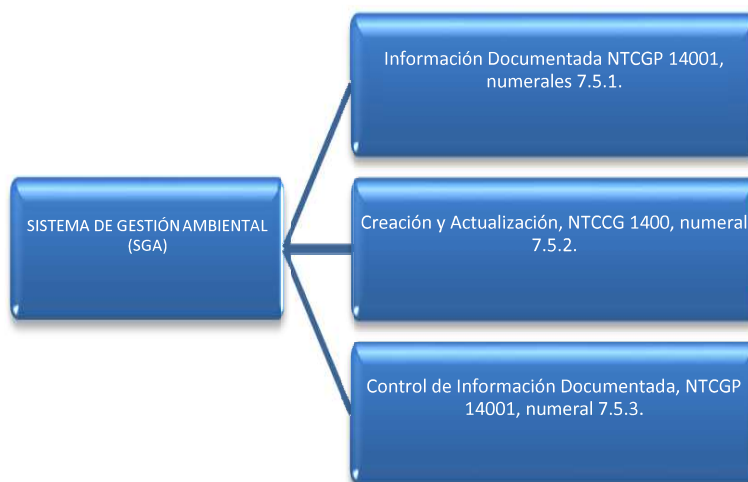 Información Documentada NTCGP 14001,
numerales 7.5.1.
SISTEMA DE GESTIÓN AMBIENTAL
(SGA)
Creación y Actualización, NTCCG 1400, numeral
7.5.2.
Control de Información Documentada, NTCGP
14001, numeral 7.5.3.